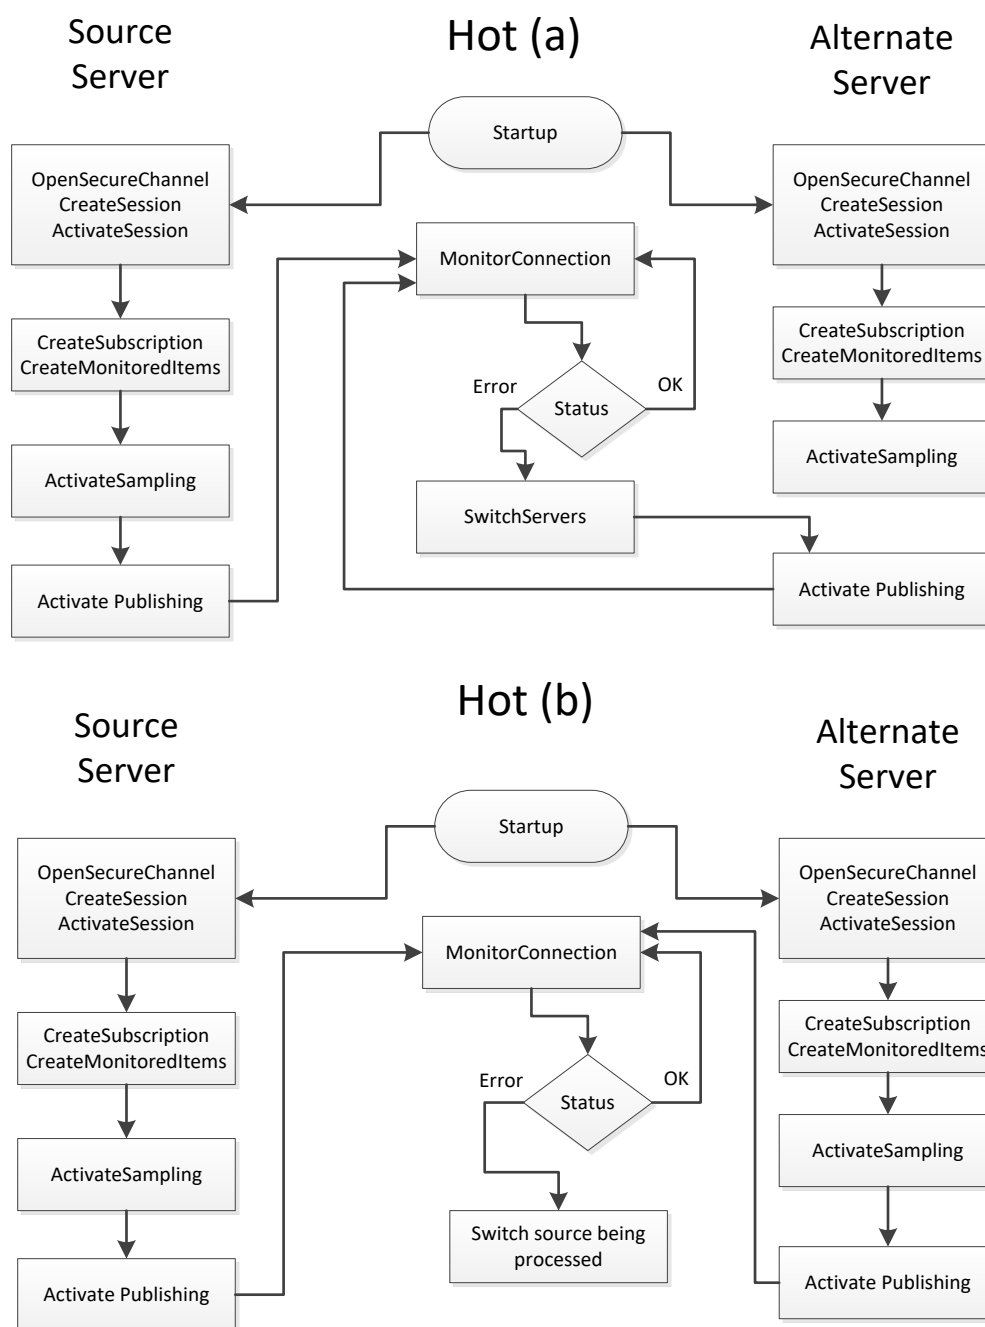 Source
Server
Hot (a)
Alternate
Server
Startup
OpenSecureChannel
CreateSession
ActivateSession
OpenSecureChannel
CreateSession
ActivateSession
MonitorConnection
CreateSubscription
CreateMonitoredItems
CreateSubscription
CreateMonitoredItems
Error
Status
OK
ActivateSampling
ActivateSampling
SwitchServers
Activate Publishing
Activate Publishing
Source
Server
Hot (b)
Alternate
Server
Startup
OpenSecureChannel
CreateSession
ActivateSession
OpenSecureChannel
CreateSession
ActivateSession
MonitorConnection
CreateSubscription
CreateMonitoredItems
CreateSubscription
CreateMonitoredItems
Error
Status
OK
ActivateSampling
ActivateSampling
Switch source being
processed
Activate Publishing
Activate Publishing